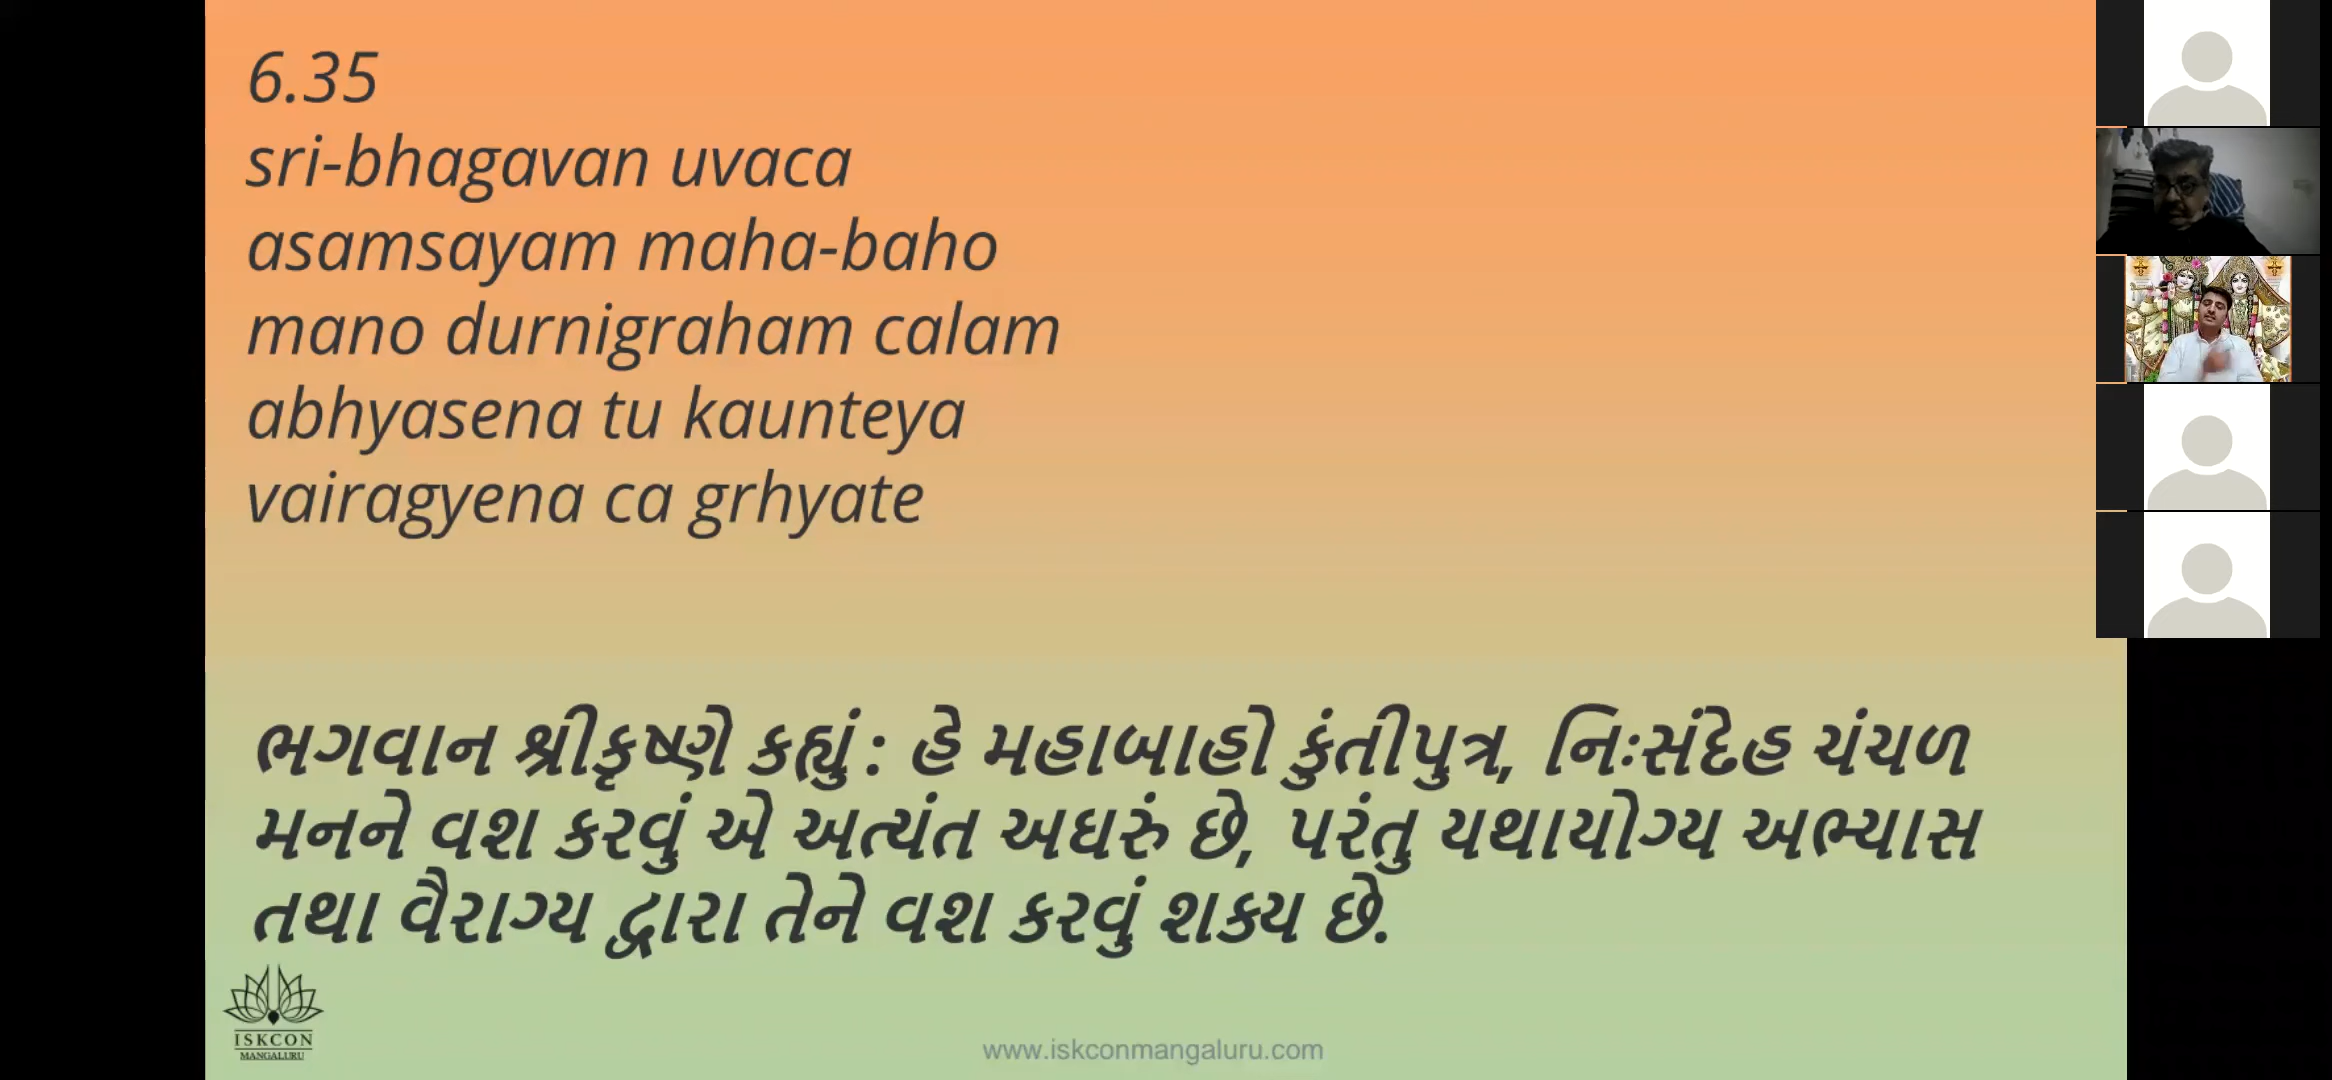 6.35
sri-bhagavan uvaca
asamsayam maha-baho
mano durnigraham calam
abhyasena tu kaunteya
vairagyena ca grhyate
ભગવાન શ્રીકૃષ્ણે કહ્યું : હે મહાબાહો કુંતીપુત્ર, નિઃસંદેહ ચંચળ
મનને વશ કરવું એ અત્યંત અઘરું છે, પરંતુ યથાયોગ્ય અભ્યાસ
તથા વૈરાગ્ય દ્વારા તેને વશ કરવું શક્ય છે.
ISKCON
MANGALURU
www.iskconmangaluru.com